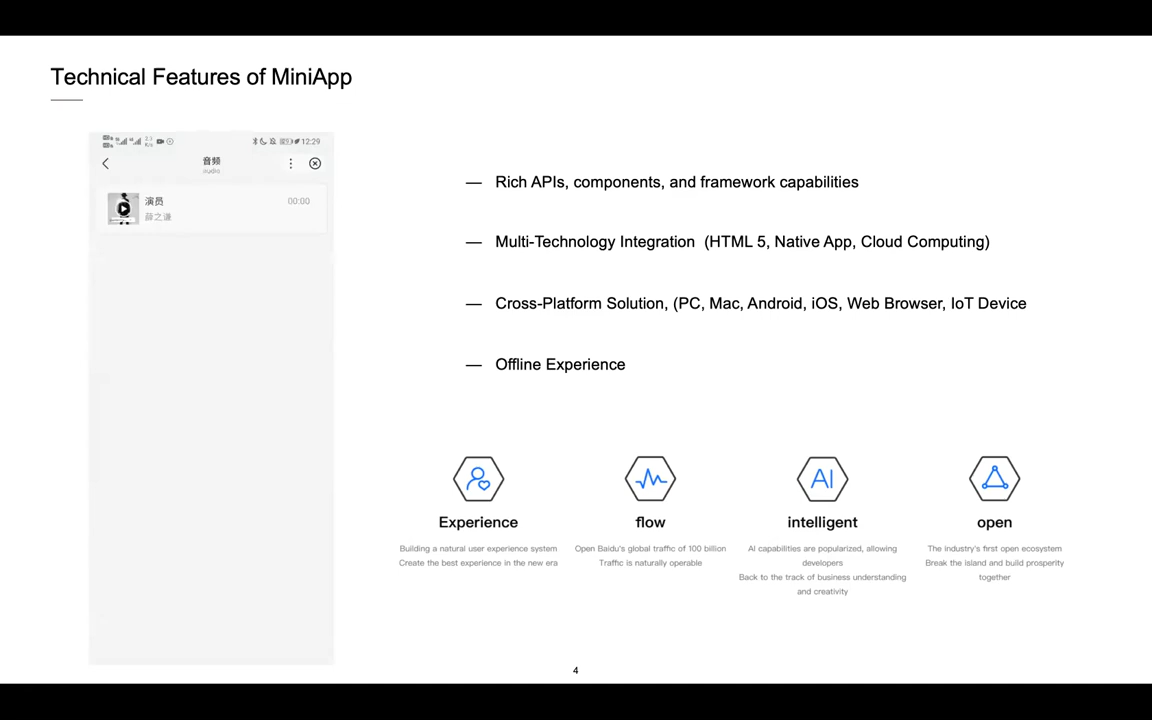 Technical Features of MiniApp
12:29
音频
audio
演员
00:00
薛之谦
— Rich APIs, components, and framework capabilities
— Multi-Technology Integration (HTML 5, Native App, Cloud Computing)
— Cross-Platform Solution, (PC, Mac, Android, iOS, Web Browser, IoT Device
— Offline Experience
AI
Experience
Building a natural user experience system
Create the best experience in the new era
flow
Open Baidu's global traffic of 100 billion
Traffic is naturally operable
intelligent
AI capabilities are popularized, allowing
developers
Back to the track of business understanding
and creativity
open
The industry's first open ecosystem
Break the island and build prosperity
together
4